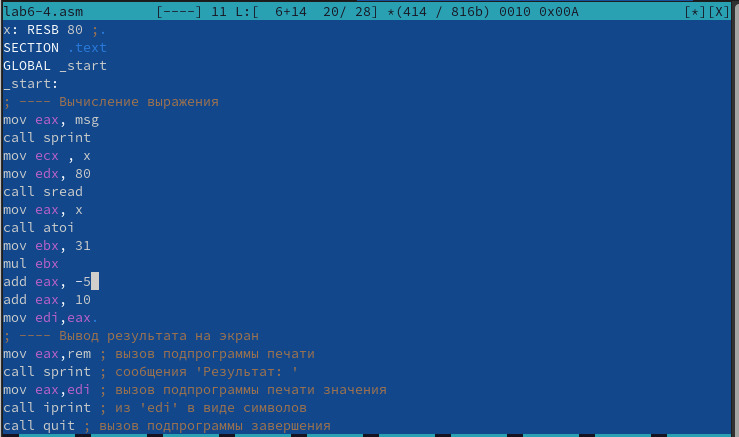 lab6-4.asm [----] 11 L:[ 6+14 20/ 28] *(414 / 816b) 0010 0x00A [*][X]
x: RESB 80 ;.
SECTION .text
GLOBAL _start
_start:
; ---- Вычисление выражения
mov eax, msg
call sprint
mov ecx , x
mov edx, 80
call sread
mov eax, x
call atoi
mov ebx, 31
mul ebx
add eax, -5
add eax, 10
mov edi,eax.
; ---- Вывод результата на экран
mov eax,rem ; вызов подпрограммы печати
call sprint ; сообщения 'Результат: '
mov eax,edi ; вызов подпрограммы печати значения
call iprint ; из 'edi' в виде символов
call quit ; вызов подпрограммы завершения